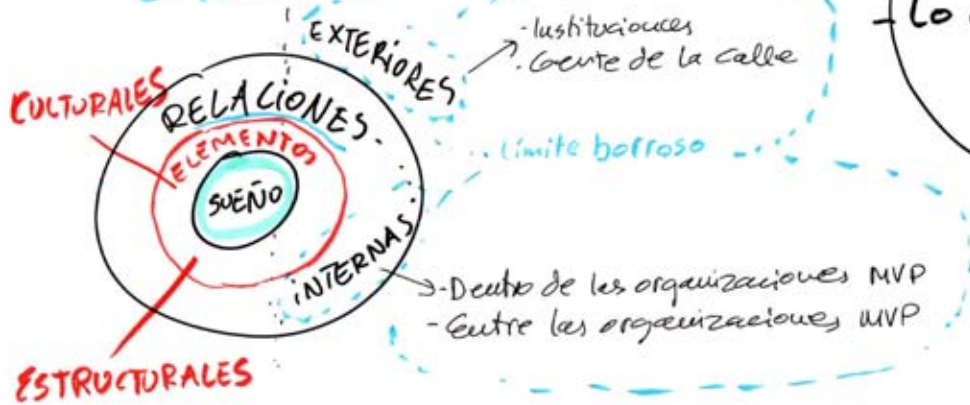 EXTERIORES
- Instituciones
- Gente de la calle
- Lo
CULTURALES
RELACIONES
ELEMENTOS
SUEÑO
Límite borroso
INTERNAS
- Dentro de las organizaciones MVP
- Entre las organizaciones MVP
ESTRUCTURALES